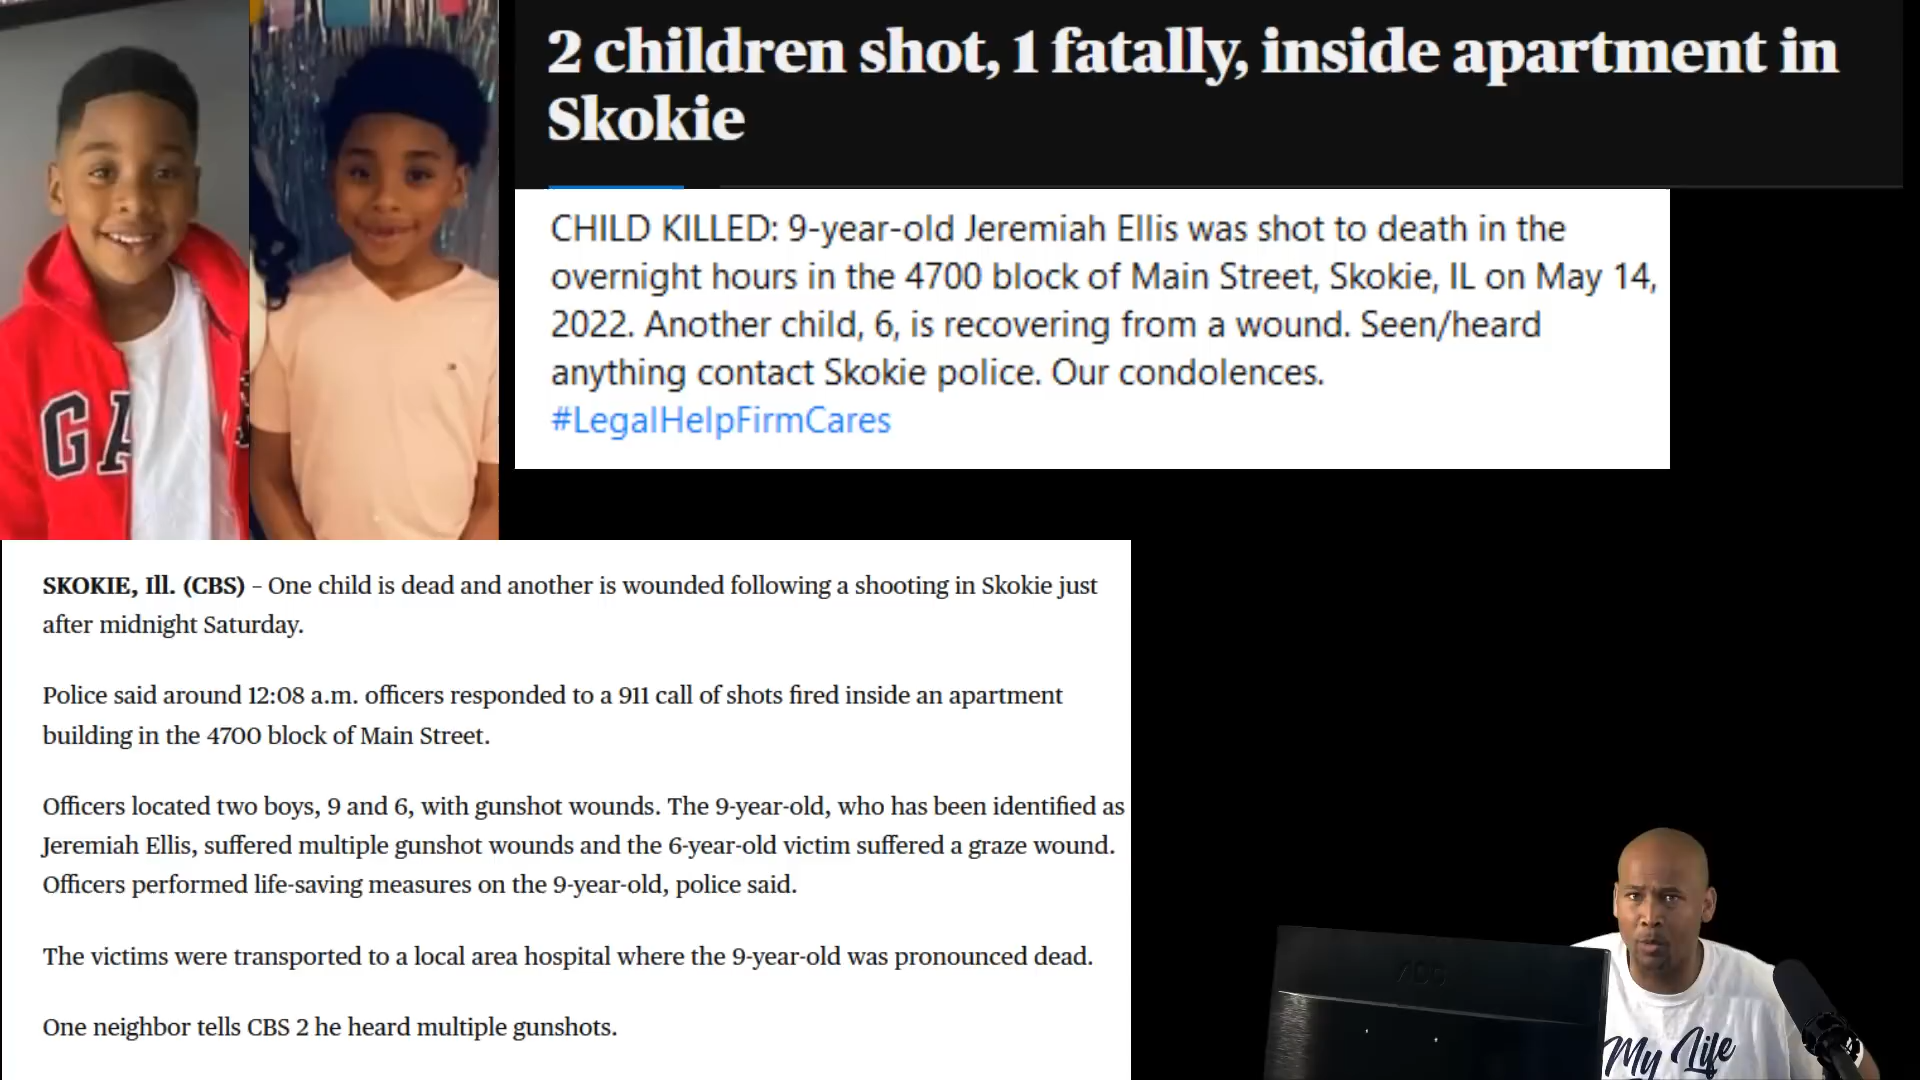 2 children shot, 1 fatally, inside apartment in
Skokie
CHILD KILLED: 9-year-old Jeremiah Ellis was shot to death in the
overnight hours in the 4700 block of Main Street, Skokie, IL on May 14,
2022. Another child, 6, is recovering from a wound. Seen/heard
anything contact Skokie police. Our condolences.
#LegalHelpFirmCares
GA
SKOKIE, Ill. (CBS) – One child is dead and another is wounded following a shooting in Skokie just
after midnight Saturday.
Police said around 12:08 a.m. officers responded to a 911 call of shots fired inside an apartment
building in the 4700 block of Main Street.
Officers located two boys, 9 and 6, with gunshot wounds. The 9-year-old, who has been identified as
Jeremiah Ellis, suffered multiple gunshot wounds and the 6-year-old victim suffered a graze wound.
Officers performed life-saving measures on the 9-year-old, police said.
The victims were transported to a local area hospital where the 9-year-old was pronounced dead.
One neighbor tells CBS 2 he heard multiple gunshots.
My Life